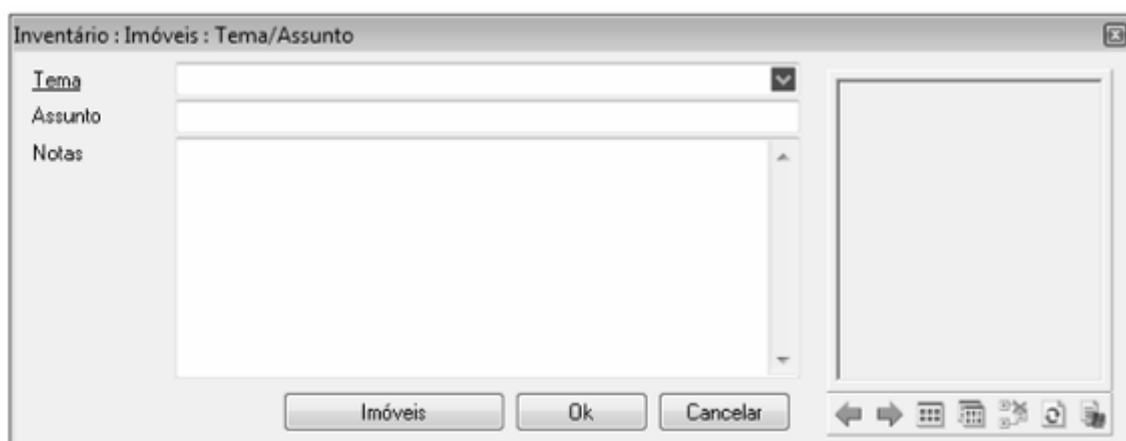 Inventário : Imóveis : Tema/Assunto
Tema
Assunto
Notas
Imóveis Ok Cancelar